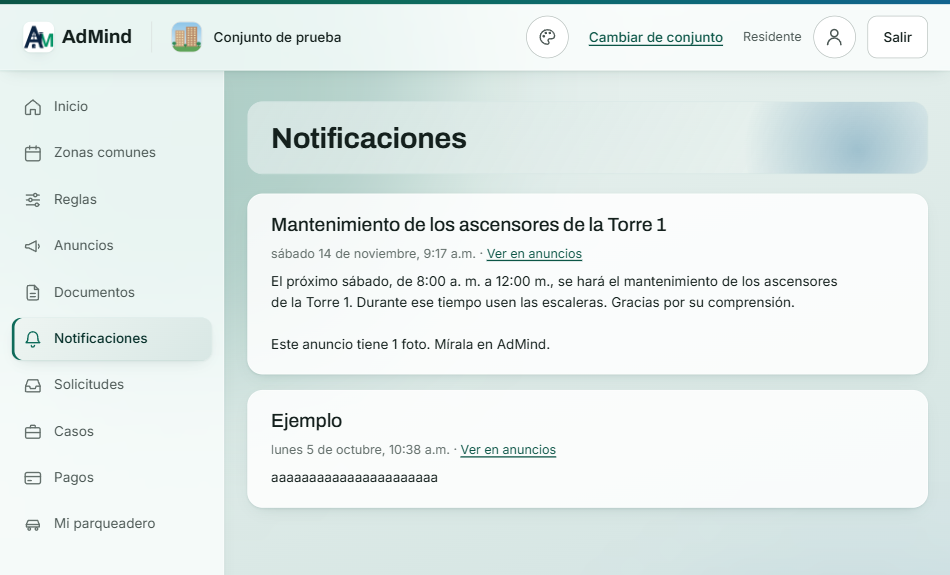 AM AdMind
Conjunto de prueba
Cambiar de conjunto
Residente
Salir
Inicio
Zonas comunes
Reglas
Anuncios
Documentos
Notificaciones
Solicitudes
Casos
Pagos
Mi parqueadero
Notificaciones
Mantenimiento de los ascensores de la Torre 1
sábado 14 de noviembre, 9:17 a.m. · Ver en anuncios
El próximo sábado, de 8:00 a. m. a 12:00 m., se hará el mantenimiento de los ascensores
de la Torre 1. Durante ese tiempo usen las escaleras. Gracias por su comprensión.
Este anuncio tiene 1 foto. Mírala en AdMind.
Ejemplo
lunes 5 de octubre, 10:38 a.m. · Ver en anuncios
aaaaaaaaaaaaaaaaaaaaaa